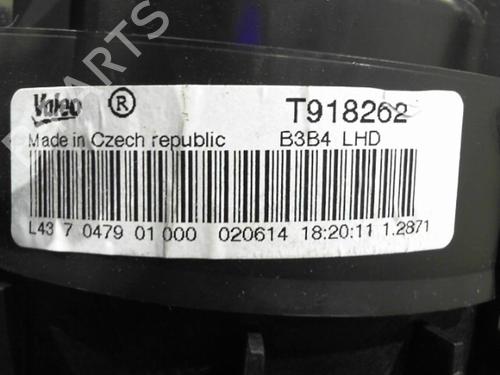 Valeo ® T918262
Made in Czech republic B3B4 LHD
L43 7 0479 01 000 020614 18:20:11 1.2871
PARTS